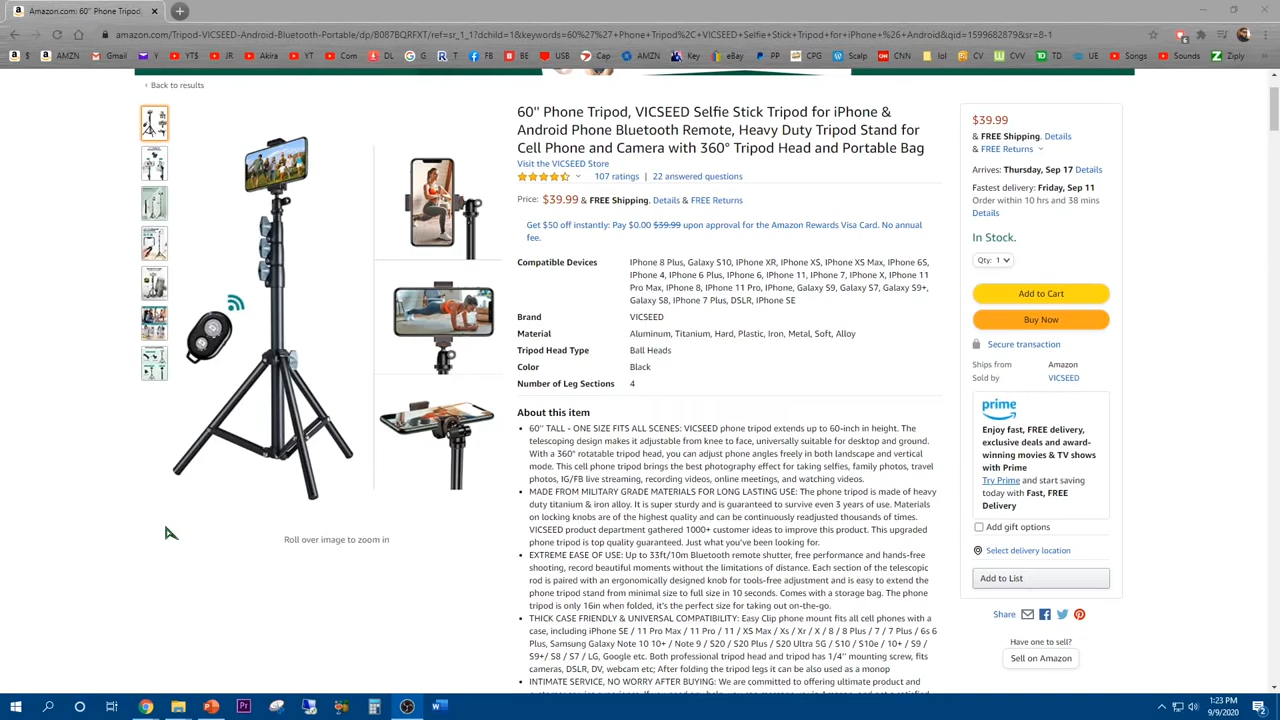 Amazon.com: 60" Phone Tripod
amazon.com/Tripod-Bluetooth-Portable/dp/B087BQRFXT/ref=sr_1_1?dchild=1&keywords=60%27%27+Phone+Tripod%2C+VICSEED+Selfie+Stick+Tripod+for+iPhone+%26+Android&qid=1599682879&sr=8-1
AMZN Gmail Y YTS YR JR Akira YT DL G R FB B BE USB Cap Key eBay PP CPG Scalp CNN YF YSEN CV CC CC TD UE Songs Sounds Ziply
‹ Back to results
60'' Phone Tripod, VICSEED Selfie Stick Tripod for iPhone &
Android Phone Bluetooth Remote, Heavy Duty Tripod Stand for
Cell Phone and Camera with 360° Tripod Head and Portable Bag
Visit the VICSEED Store
107 ratings | 22 answered questions
Price: $39.99 & FREE Shipping. Details & FREE Returns
Get $50 off instantly: Pay $0.00 $39.99 upon approval for the Amazon Rewards Visa Card. No annual
fee.
Compatible Devices IPhone 8 Plus, Galaxy S10, IPhone XR, IPhone XS, IPhone XS Max, IPhone 6S,
IPhone 4, IPhone 6 Plus, IPhone 6, IPhone 11, IPhone 7, IPhone X, IPhone 11
Pro Max, IPhone 8, IPhone 11 Pro, IPhone, Galaxy S9, Galaxy S7, Galaxy S9+,
Galaxy S8, IPhone 7 Plus, DSLR, IPhone SE
Brand VICSEED
Material Aluminum, Titanium, Hard, Plastic, Iron, Metal, Soft, Alloy
Tripod Head Type Ball Heads
Color Black
Number of Leg Sections 4
About this item
• 60'' TALL - ONE SIZE FITS ALL SCENES: VICSEED phone tripod extends up to 60-inch in height. The
telescoping design makes it adjustable from knee to face, universally suitable for desktop and ground.
With a 360° rotatable tripod head, you can adjust phone angles freely in both landscape and vertical
mode. This cell phone tripod brings the best photography effect for taking selfies, family photos, travel
photos, IG/FB live streaming, recording videos, online meetings, and watching videos.
• MADE FROM MILITARY GRADE MATERIALS FOR LONG LASTING USE: The phone tripod is made of heavy
duty titanium & iron alloy. It is super sturdy and is guaranteed to survive even 3 years of use. Materials
on locking knobs are of the highest quality and can be continuously readjusted thousands of times.
VICSEED product department gathered 1000+ customer ideas to improve this product. This upgraded
phone tripod is top quality guaranteed. Just what you've been looking for.
• EXTREME EASE OF USE: Up to 33ft/10m Bluetooth remote shutter, free performance and hands-free
shooting, record beautiful moments without the limitations of distance. Each section of the telescopic
rod is paired with an ergonomically designed knob for tools-free adjustment and is easy to extend the
phone tripod stand from minimal size to full size in 10 seconds. Comes with a storage bag. The phone
tripod is only 16in when folded, it's the perfect size for taking out on-the-go.
• THICK CASE FRIENDLY & UNIVERSAL COMPATIBILITY: Easy Clip phone mount fits all cell phones with a
case, including iPhone SE / 11 Pro Max / 11 Pro / 11 / XS Max / Xs / Xr / X / 8 / 8 Plus / 7 / 7 Plus / 6s 6
Plus, Samsung Galaxy Note 10 10+ / Note 9 / S20 / S20 Plus / S20 Ultra 5G / S10 / S10e / 10+ / S9 /
S9+/ S8 / S7 / LG, Google etc. Both professional tripod head and tripod has 1/4'' mounting screw, fits
cameras, DSLR, DV, webcam etc; After folding the tripod legs it can be also used as a monop
• INTIMATE SERVICE, NO WORRY AFTER BUYING: We are committed to offering ultimate product and
Roll over image to zoom in
$39.99
& FREE Shipping. Details
& FREE Returns
Arrives: Thursday, Sep 17 Details
Fastest delivery: Friday, Sep 11
Order within 10 hrs and 38 mins
Details
In Stock.
Qty: 1
Add to Cart
Buy Now
Secure transaction
Ships from Amazon
Sold by VICSEED
prime
Enjoy fast, FREE delivery,
exclusive deals and award-
winning movies & TV shows
with Prime
Try Prime and start saving
today with Fast, FREE
Delivery
Add gift options
Select delivery location
Add to List
Share
Have one to sell?
Sell on Amazon
1:23 PM
9/9/2020